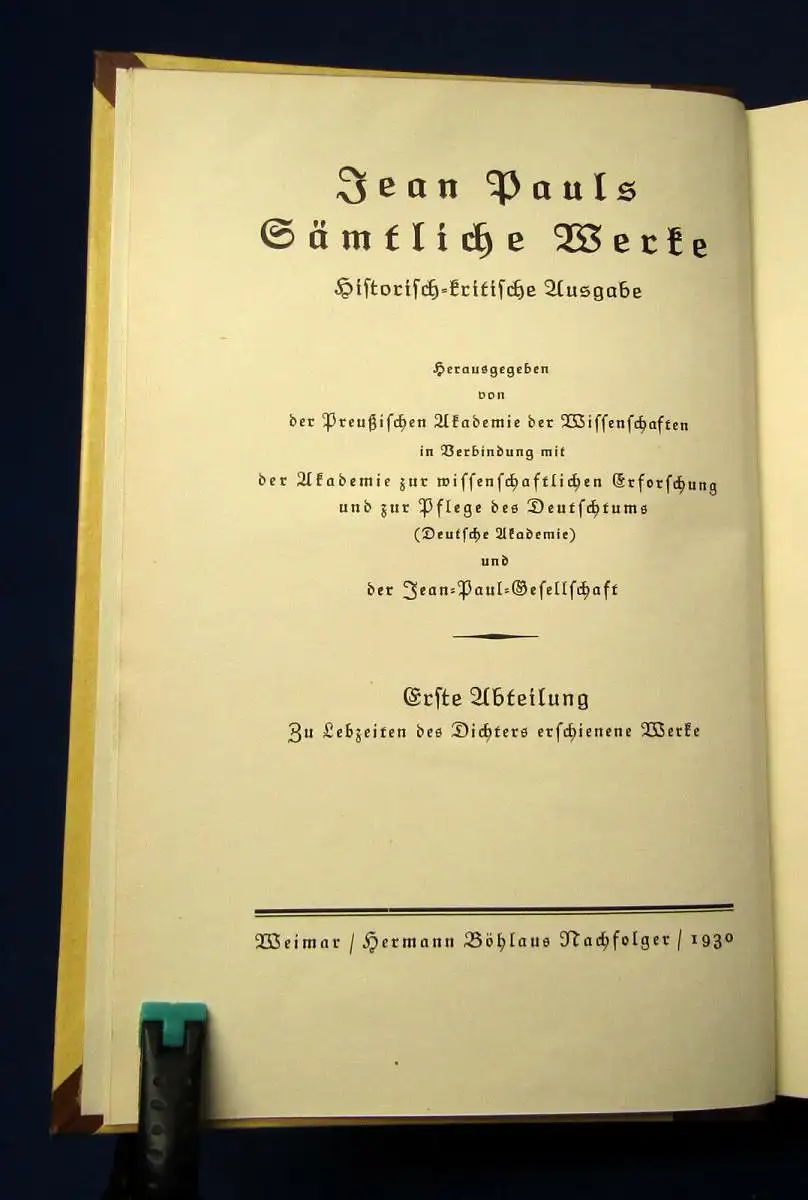 Jean Pauls
Sämtliche Werke
Historisch-kritische Ausgabe
Herausgegeben
von
der Preußischen Akademie der Wissenschaften
in Verbindung mit
der Akademie zur wissenschaftlichen Erforschung
und zur Pflege des Deutschtums
(Deutsche Akademie)
und
der Jean-Paul-Gesellschaft
Erste Abteilung
Zu Lebzeiten des Dichters erschienene Werke
Weimar / Hermann Böhlaus Nachfolger / 1930